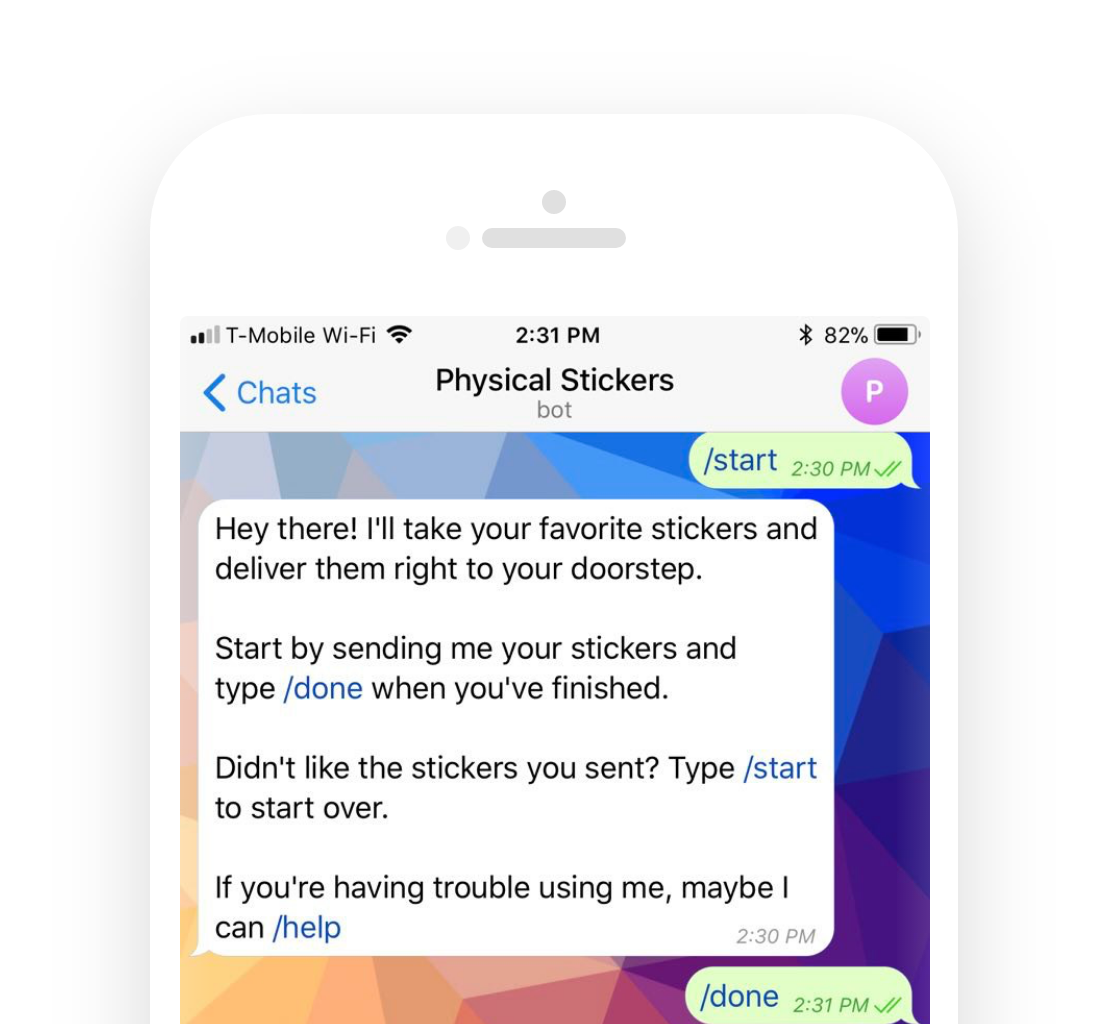 T-Mobile Wi-Fi 2:31 PM 82%
Chats Physical Stickers P
bot
/start 2:30 PM
Hey there! I'll take your favorite stickers and
deliver them right to your doorstep.
Start by sending me your stickers and
type /done when you've finished.
Didn't like the stickers you sent? Type /start
to start over.
If you're having trouble using me, maybe I
can /help 2:30 PM
/done 2:31 PM